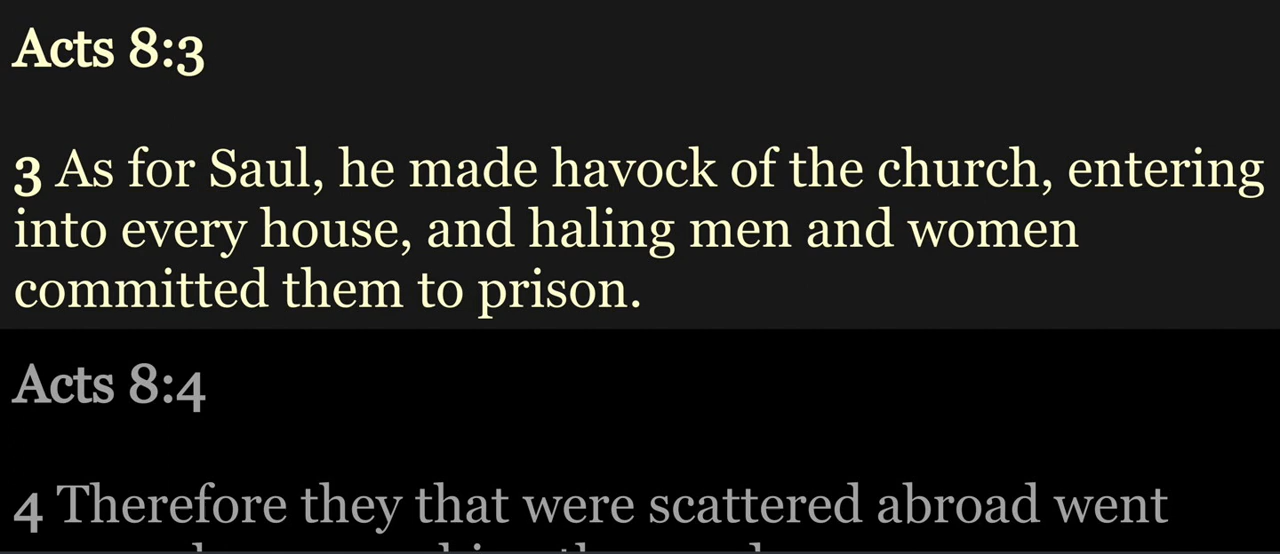 Acts 8:3
3 As for Saul, he made havock of the church, entering
into every house, and haling men and women
committed them to prison.
Acts 8:4
4 Therefore they that were scattered abroad went